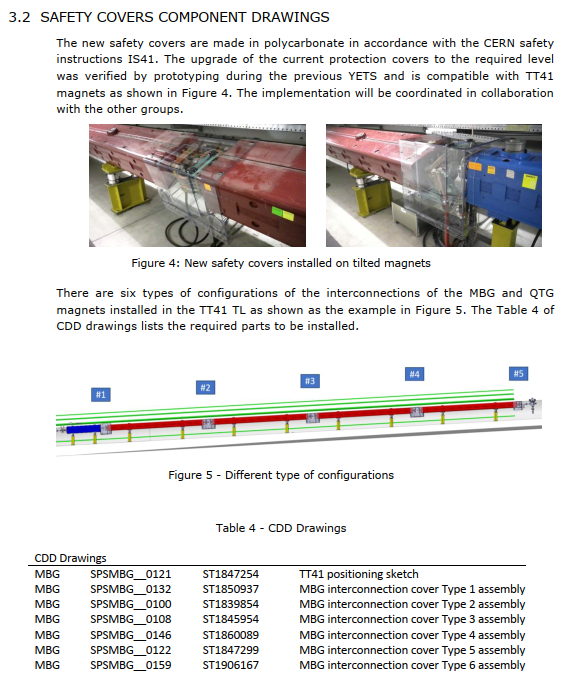 3.2 SAFETY COVERS COMPONENT DRAWINGS
The new safety covers are made in polycarbonate in accordance with the CERN safety
instructions IS41. The upgrade of the current protection covers to the required level
was verified by prototyping during the previous YETS and is compatible with TT41
magnets as shown in Figure 4. The implementation will be coordinated in collaboration
with the other groups.
Figure 4: New safety covers installed on tilted magnets
There are six types of configurations of the interconnections of the MBG and QTG
magnets installed in the TT41 TL as shown as the example in Figure 5. The Table 4 of
CDD drawings lists the required parts to be installed.
#1 #2 #3 #4 #5
Figure 5 - Different type of configurations
Table 4 - CDD Drawings
CDD Drawings
MBG SPSMBG__0121 ST1847254 TT41 positioning sketch
MBG SPSMBG__0132 ST1850937 MBG interconnection cover Type 1 assembly
MBG SPSMBG__0100 ST1839854 MBG interconnection cover Type 2 assembly
MBG SPSMBG__0108 ST1845954 MBG interconnection cover Type 3 assembly
MBG SPSMBG__0146 ST1860089 MBG interconnection cover Type 4 assembly
MBG SPSMBG__0122 ST1847299 MBG interconnection cover Type 5 assembly
MBG SPSMBG__0159 ST1906167 MBG interconnection cover Type 6 assembly